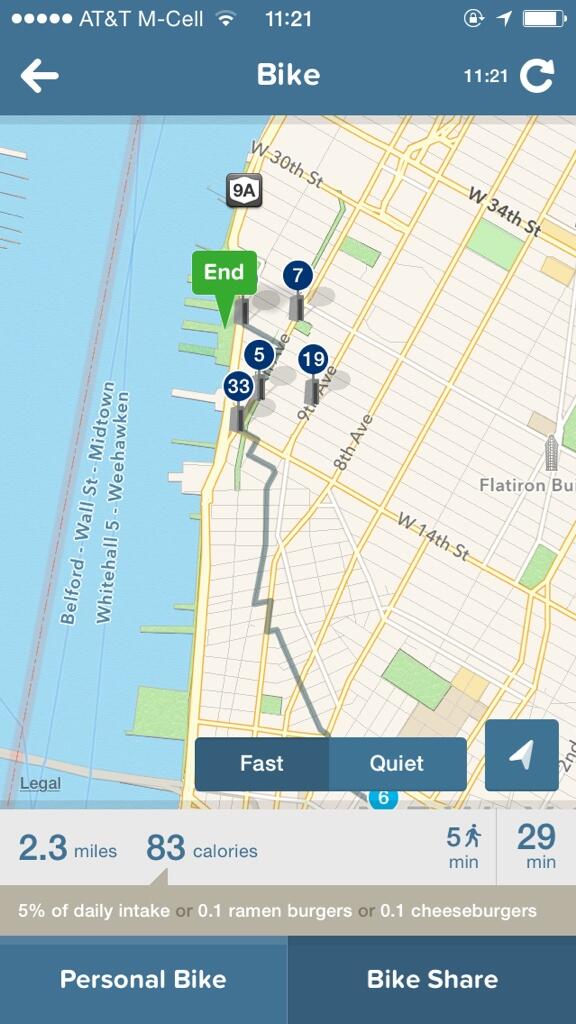 AT&T M-Cell 11:21
Bike
11:21
W 30th St
9A
W 34th St
End
7
5
19
33
9th Ave
8th Ave
Flatiron Bui
W 14th St
Belford - Wall St - Midtown
Whitehall 5 - Weehawken
2nd
Fast
Quiet
Legal
6
2.3 miles 83 calories 5 min 29 min
5% of daily intake or 0.1 ramen burgers or 0.1 cheeseburgers
Personal Bike
Bike Share